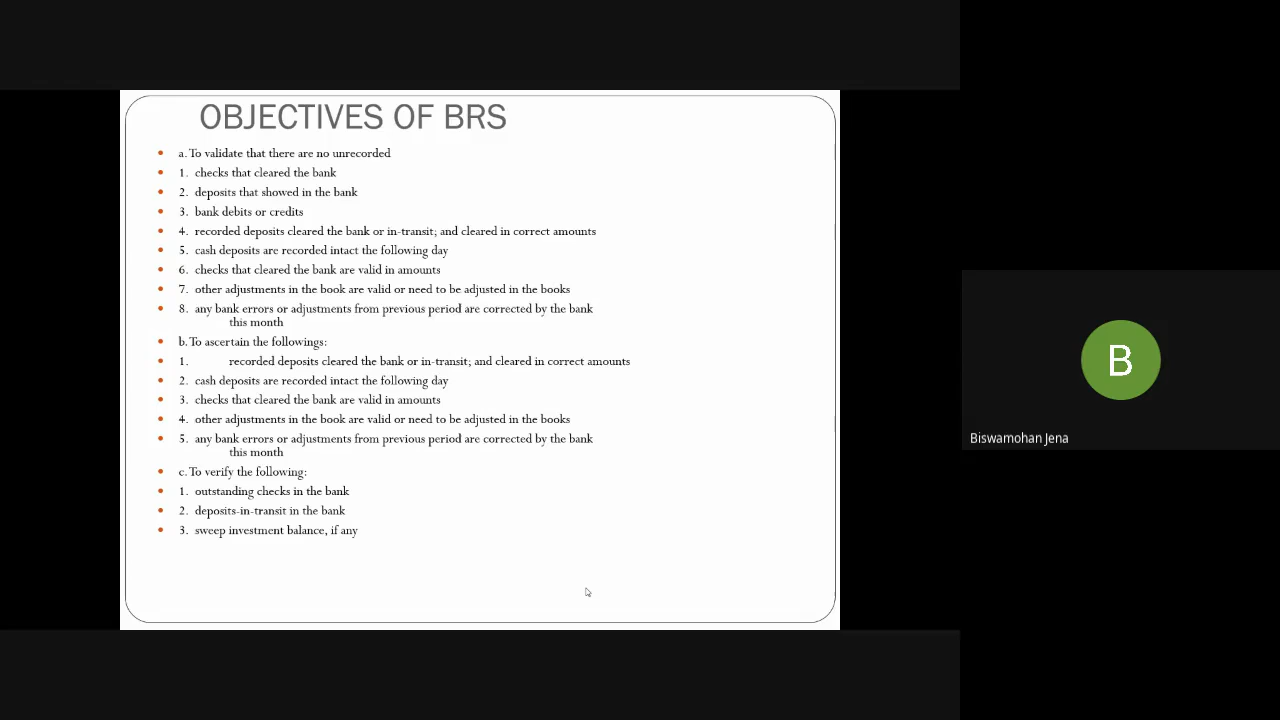 OBJECTIVES OF BRS
a. To validate that there are no unrecorded
1. checks that cleared the bank
2. deposits that showed in the bank
3. bank debits or credits
4. recorded deposits cleared the bank or in-transit; and cleared in correct amounts
5. cash deposits are recorded intact the following day
6. checks that cleared the bank are valid in amounts
7. other adjustments in the book are valid or need to be adjusted in the books
8. any bank errors or adjustments from previous period are corrected by the bank
this month
b. To ascertain the followings:
1. recorded deposits cleared the bank or in-transit; and cleared in correct amounts
2. cash deposits are recorded intact the following day
3. checks that cleared the bank are valid in amounts
4. other adjustments in the book are valid or need to be adjusted in the books
5. any bank errors or adjustments from previous period are corrected by the bank
this month
c. To verify the following:
1. outstanding checks in the bank
2. deposits-in-transit in the bank
3. sweep investment balance, if any
B
Biswamohan Jena